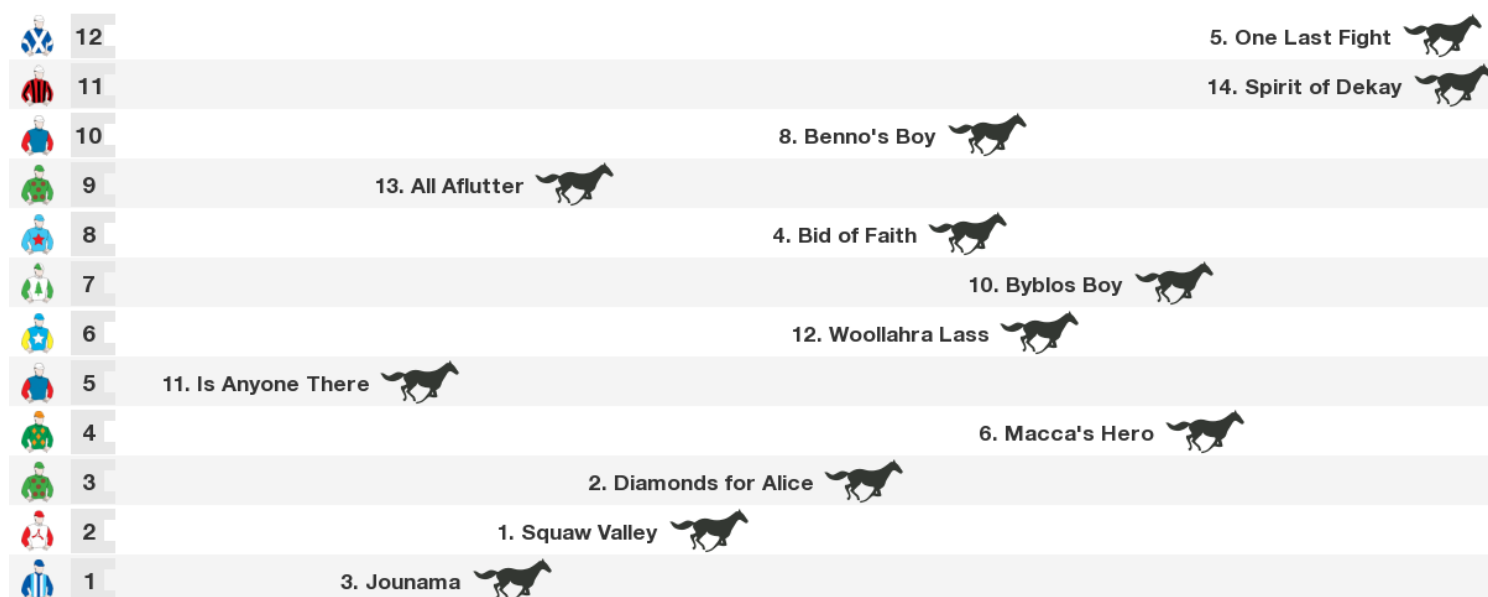 12 5. One Last Fight
11 14. Spirit of Dekay
10 8. Benno's Boy
9 13. All Aflutter
8 4. Bid of Faith
7 10. Byblos Boy
6 12. Woollahra Lass
5 11. Is Anyone There
4 6. Macca's Hero
3 2. Diamonds for Alice
2 1. Squaw Valley
1 3. Jounama